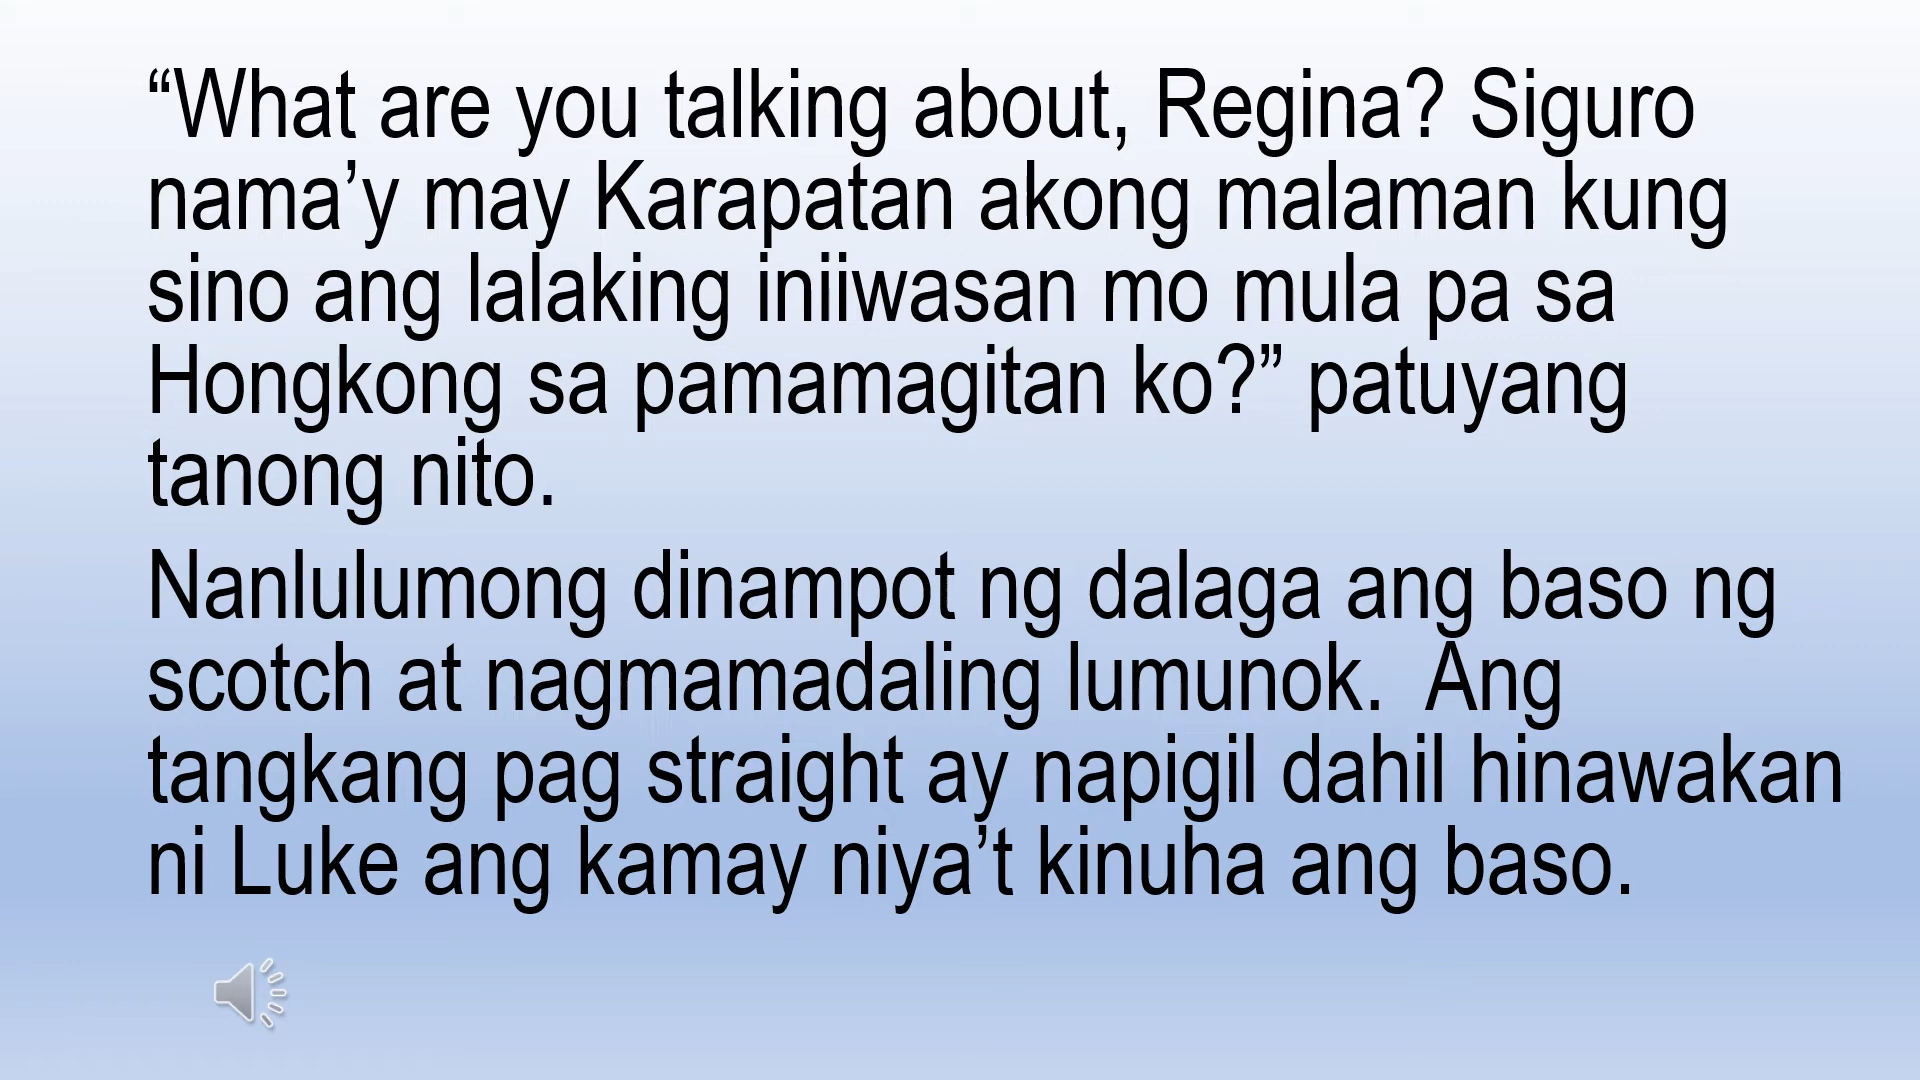 “What are you talking about, Regina? Siguro
nama’y may Karapatan akong malaman kung
sino ang lalaking iniiwasan mo mula pa sa
Hongkong sa pamamagitan ko?” patuyang
tanong nito.
Nanlulumong dinampot ng dalaga ang baso ng
scotch at nagmamadaling lumunok.  Ang
tangkang pag straight ay napigil dahil hinawakan
ni Luke ang kamay niya’t kinuha ang baso.